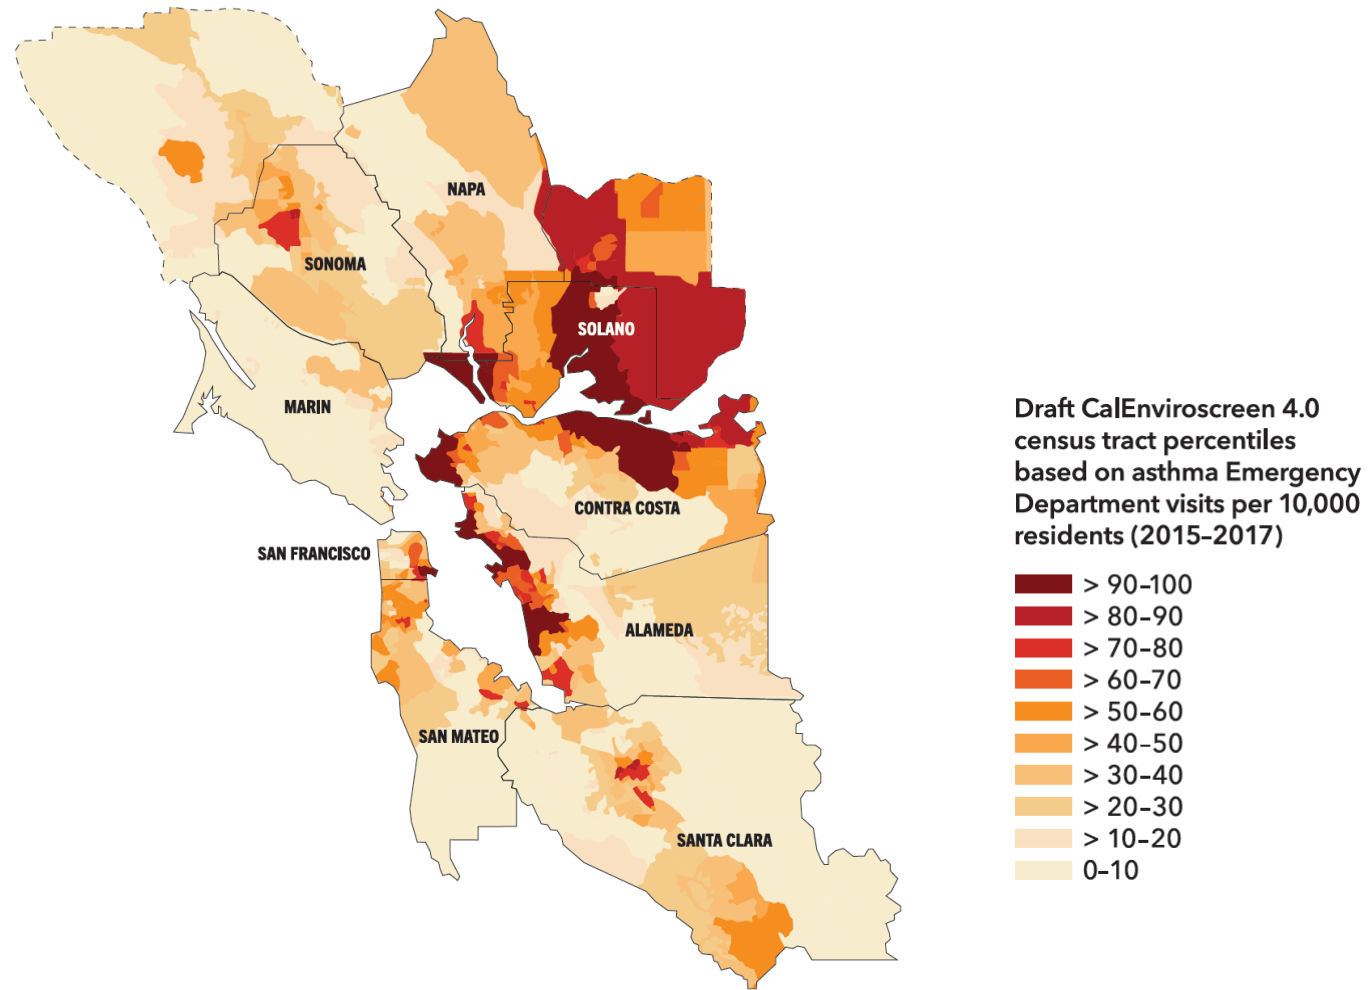 NAPA
SONOMA
SOLANO
MARIN
CONTRA COSTA
SAN FRANCISCO
ALAMEDA
SAN MATEO
SANTA CLARA
Draft CalEnviroscreen 4.0
census tract percentiles
based on asthma Emergency
Department visits per 10,000
residents (2015–2017)
> 90–100
> 80–90
> 70–80
> 60–70
> 50–60
> 40–50
> 30–40
> 20–30
> 10–20
0–10